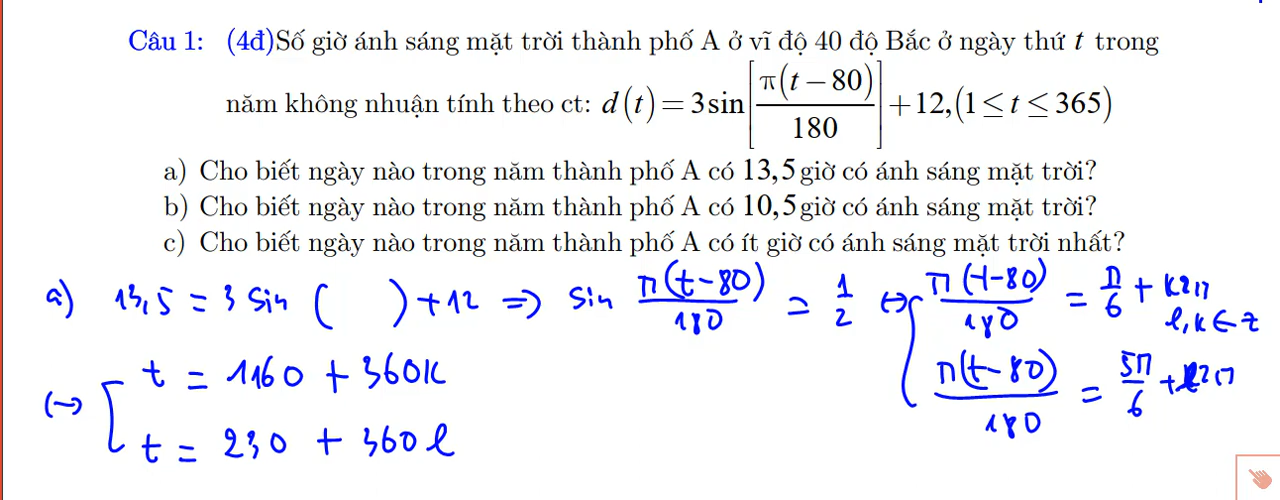 Câu 1: (4đ)Số giờ ánh sáng mặt trời thành phố A ở vĩ độ 40 độ Bắc ở ngày thứ t trong
năm không nhuận tính theo ct: d(t) = 3sin[π(t − 80)/180] + 12, (1 ≤ t ≤ 365)
a) Cho biết ngày nào trong năm thành phố A có 13,5 giờ có ánh sáng mặt trời?
b) Cho biết ngày nào trong năm thành phố A có 10,5 giờ có ánh sáng mặt trời?
c) Cho biết ngày nào trong năm thành phố A có ít giờ có ánh sáng mặt trời nhất?
a) 13,5 = 3 sin ( ) + 12 => sin π(t-80)/180 = 1/2 <=> [ π(t-80)/180 = π/6 + k2π
l, k ∈ Z
π(t-80)/180 = 5π/6 + l2π
<=> [ t = 1160 + 360k
t = 230 + 360l